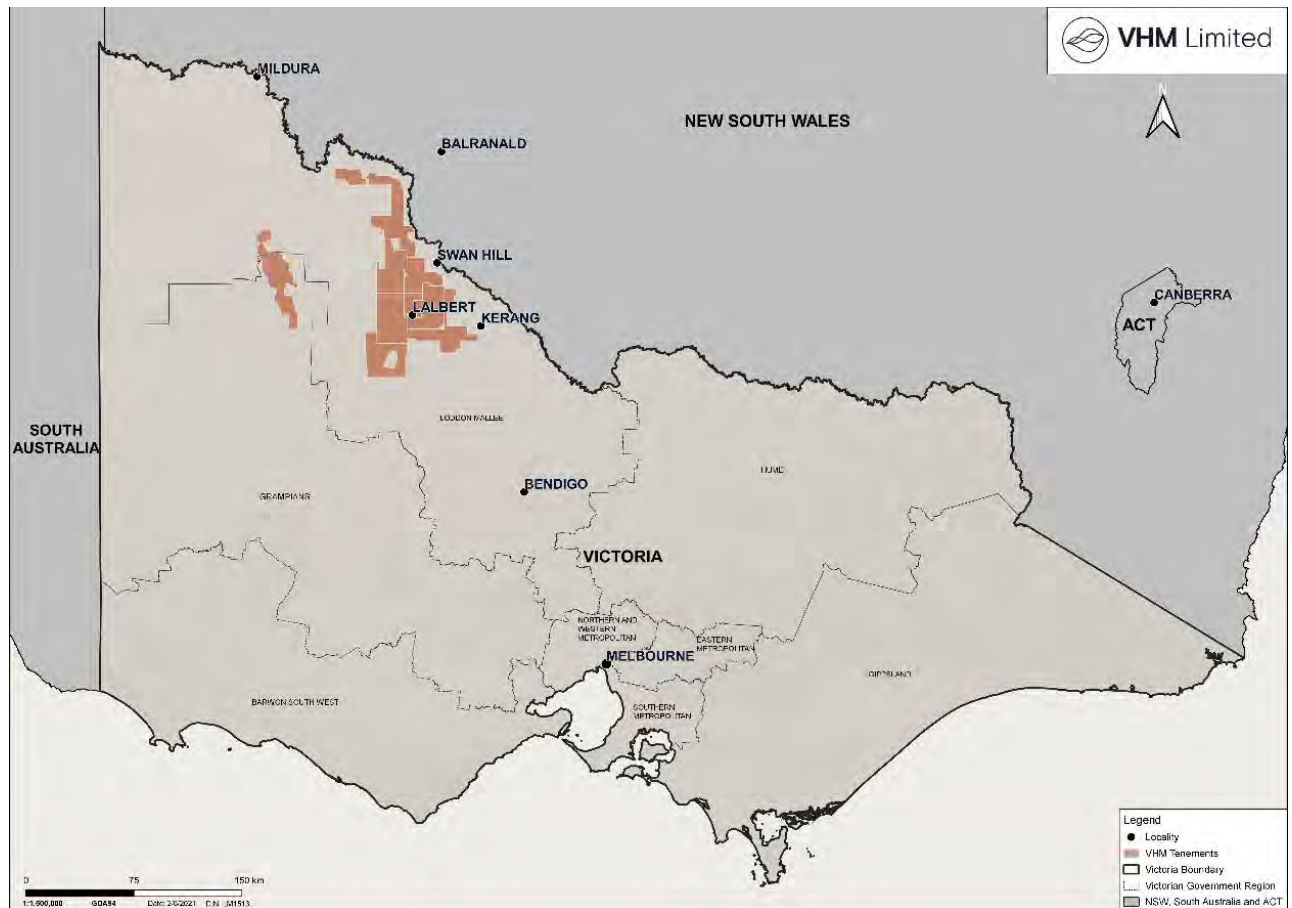 VHM Limited
N
MILDURA
NEW SOUTH WALES
BALRANALD
SWAN HILL
CANBERRA
LALBERT
KERANG
ACT
SOUTH
AUSTRALIA
LODDON MALLEE
HUME
BENDIGO
GRAMPIANS
VICTORIA
NORTHERN AND
WESTERN
METROPOLITAN
EASTERN
METROPOLITAN
MELBOURNE
GIPPSLAND
BARWON SOUTH WEST
SOUTHERN
METROPOLITAN
Legend
Locality
VHM Tenements
Victoria Boundary
Victorian Government Region
NSW, South Australia and ACT
0 75 150 km
GDA94